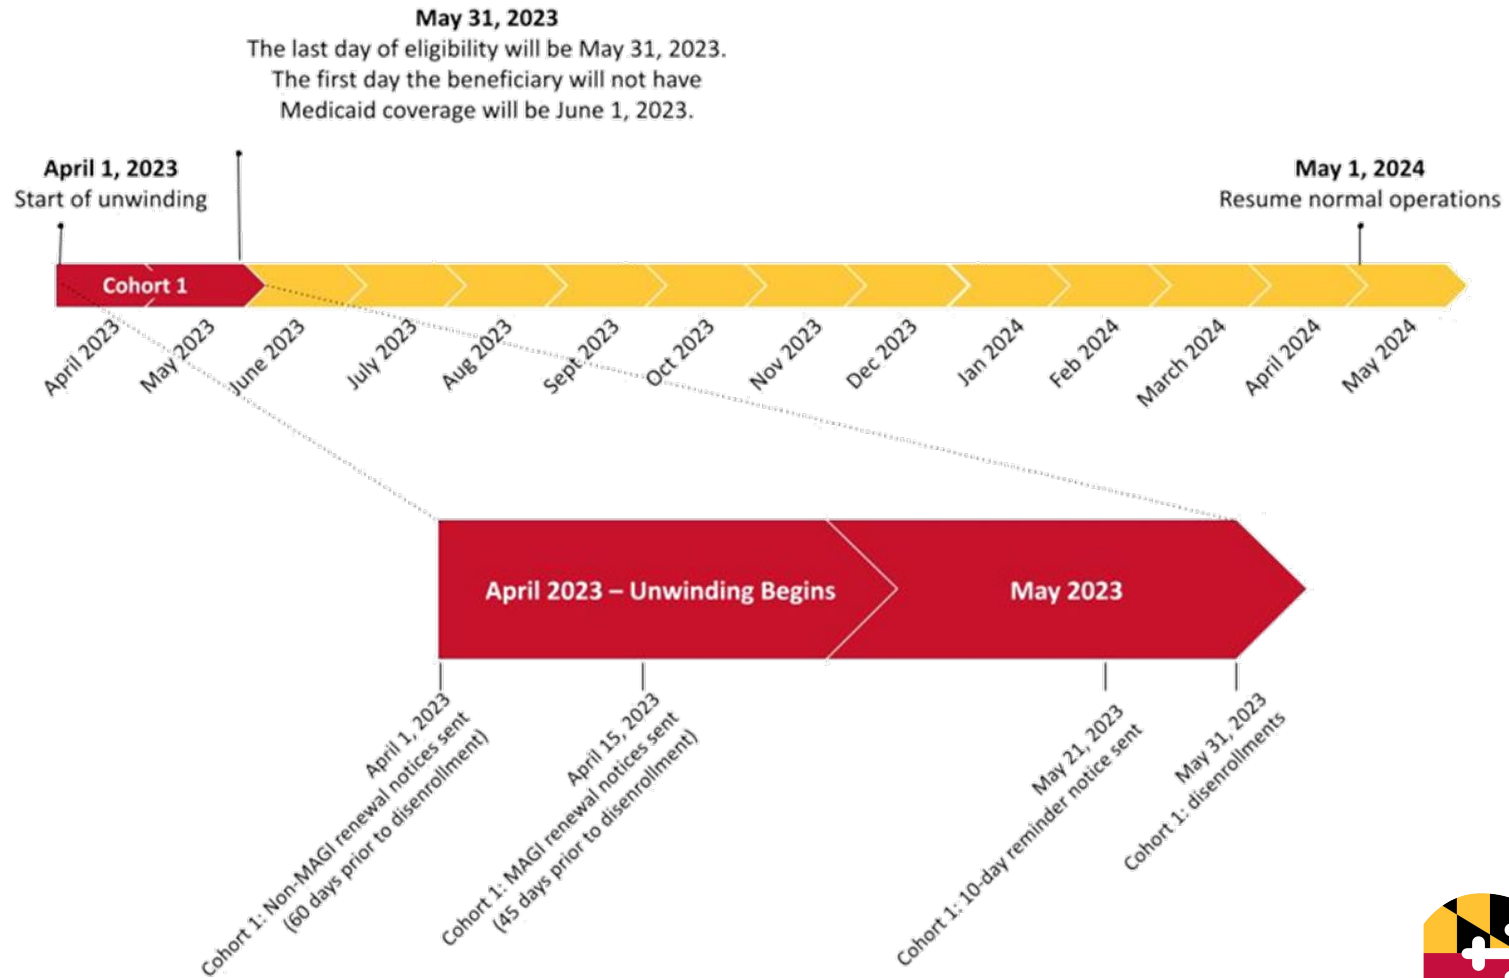 May 31, 2023
The last day of eligibility will be May 31, 2023.
The first day the beneficiary will not have
Medicaid coverage will be June 1, 2023.
April 1, 2023
Start of unwinding
May 1, 2024
Resume normal operations
Cohort 1
April 2023
May 2023
June 2023
July 2023
Aug 2023
Sept 2023
Oct 2023
Nov 2023
Dec 2023
Jan 2024
Feb 2024
March 2024
April 2024
May 2024
April 2023 – Unwinding Begins
May 2023
April 1, 2023
Cohort 1: Non-MAGI renewal notices sent
(60 days prior to disenrollment)
April 15, 2023
Cohort 1: MAGI renewal notices sent
(45 days prior to disenrollment)
May 21, 2023
Cohort 1: 10-day reminder notice sent
May 31, 2023
Cohort 1: disenrollments